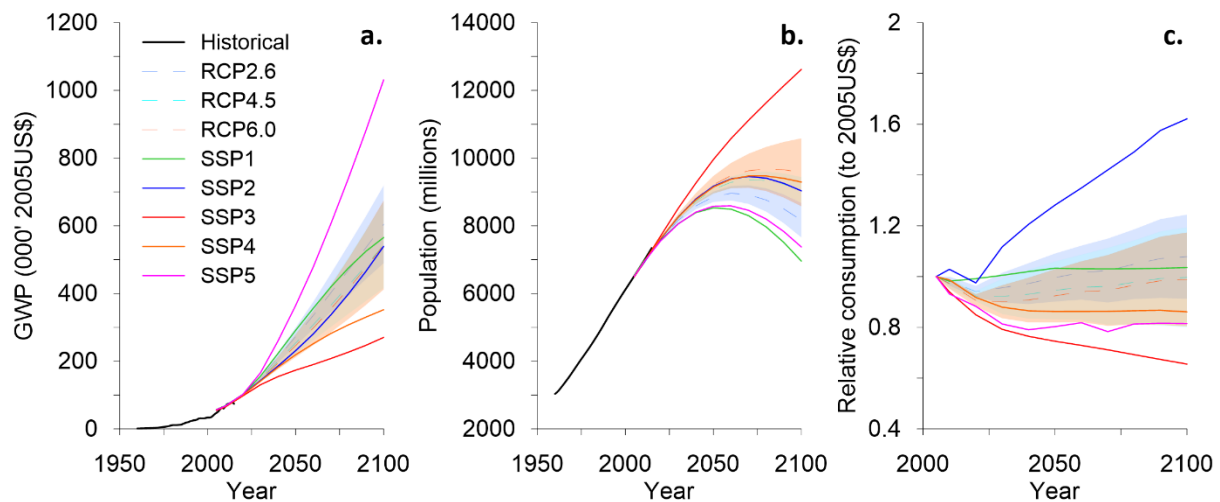 a.
GWP (000' 2005US$)
1200
1000
800
600
400
200
0
1950
2000
2050
2100
Year
Historical
RCP2.6
RCP4.5
RCP6.0
SSP1
SSP2
SSP3
SSP4
SSP5
b.
Population (millions)
14000
12000
10000
8000
6000
4000
2000
1950
2000
2050
2100
Year
c.
Relative consumption (to 2005US$)
2
1.6
1.2
0.8
0.4
2000
2050
2100
Year